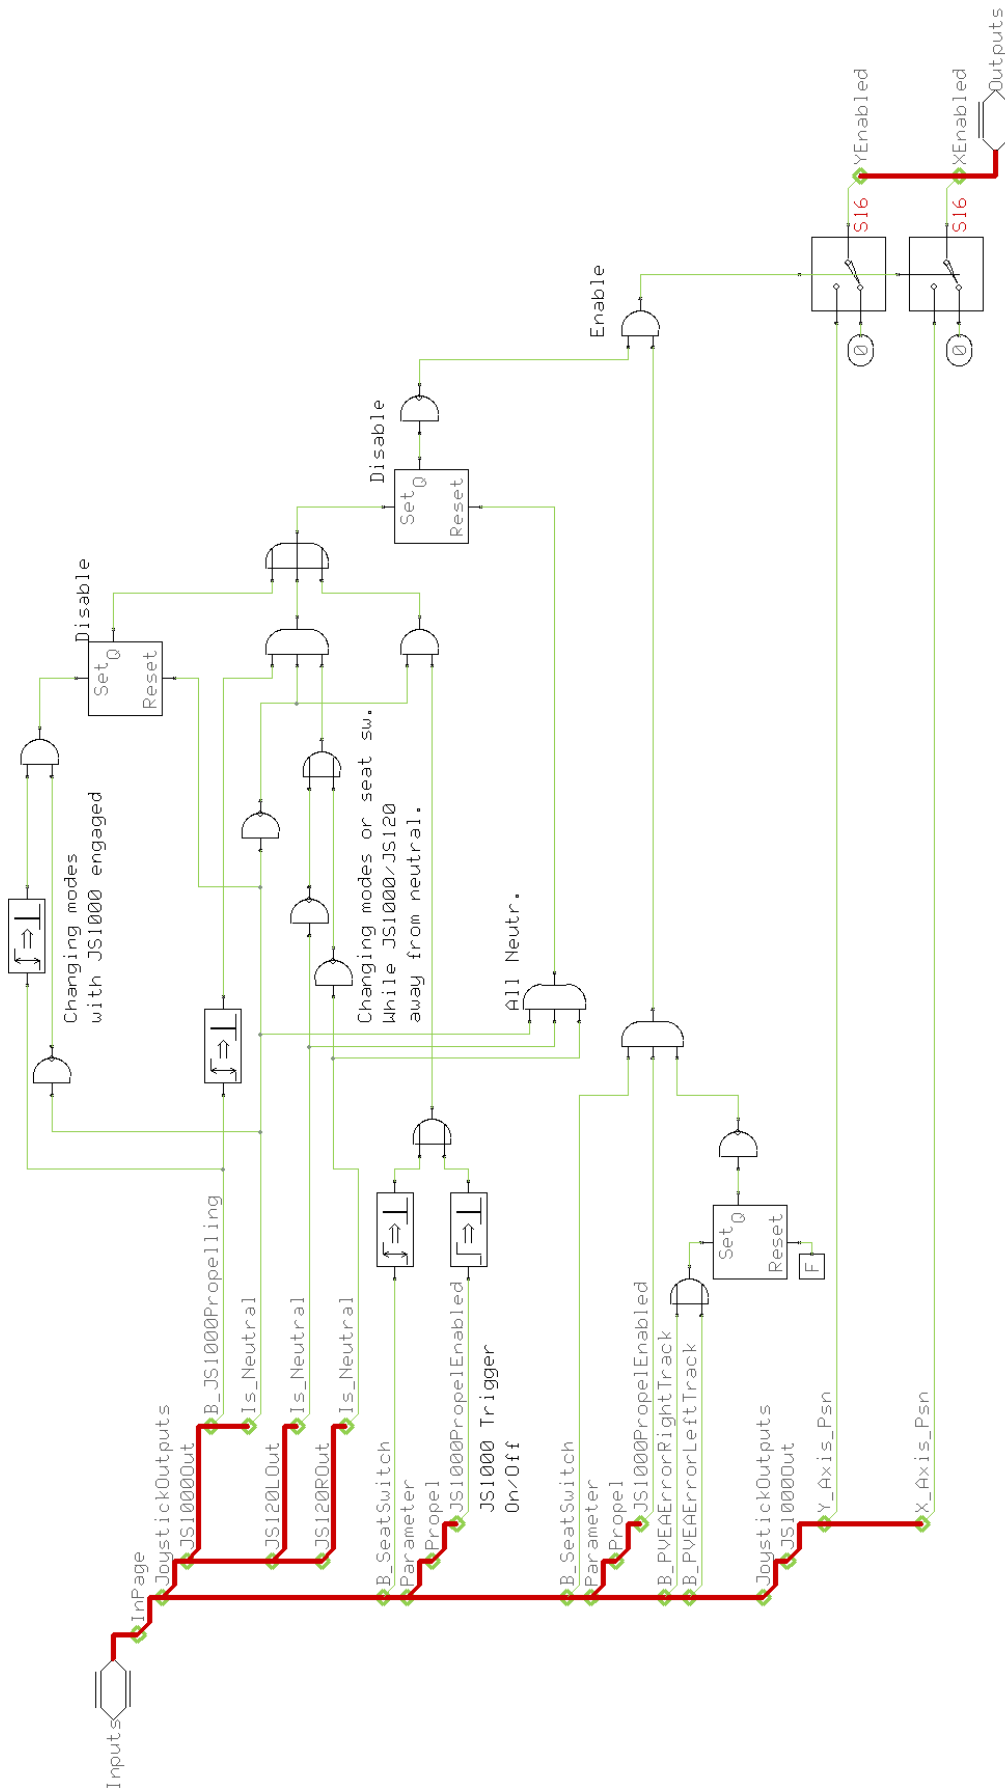 Inputs
InPage
JoystickOutputs
JS1000Out
B_JS1000Propelling
Is_Neutral
JS120LOut
Is_Neutral
JS120ROut
Is_Neutral
B_SeatSwitch
Parameter
Propel
JS1000PropelEnabled
JS1000 Trigger
On/Off
B_SeatSwitch
Parameter
Propel
JS1000PropelEnabled
B_PVEAErrorRightTrack
B_PVEAErrorLeftTrack
JoystickOutputs
JS1000Out
Y_Axis_Psn
X_Axis_Psn
Changing modes
with JS1000 engaged
Changing modes or seat sw.
While JS1000/JS120
away from neutral.
All Neutr.
Set
Q
Reset
F
Disable
Set
Q
Reset
Disable
Set
Q
Reset
Enable
0
0
S16
S16
YEnabled
XEnabled
Outputs